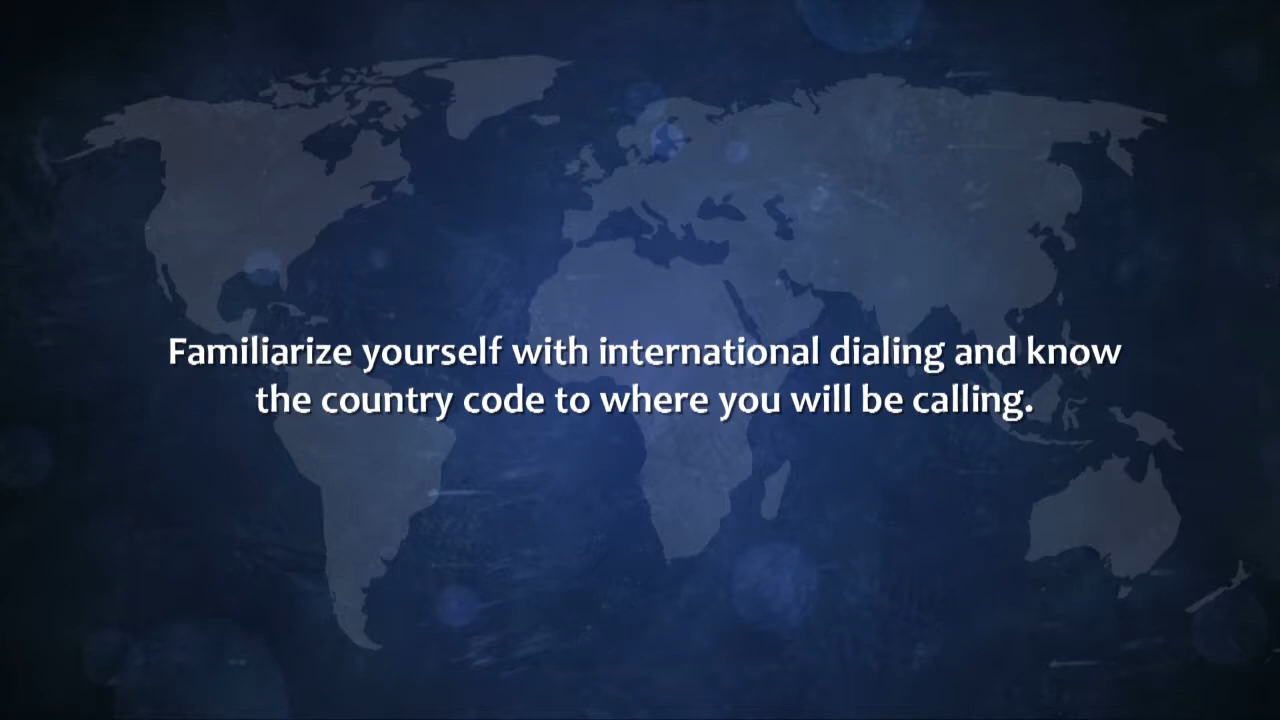 Familiarize yourself with international dialing and know
the country code to where you will be calling.